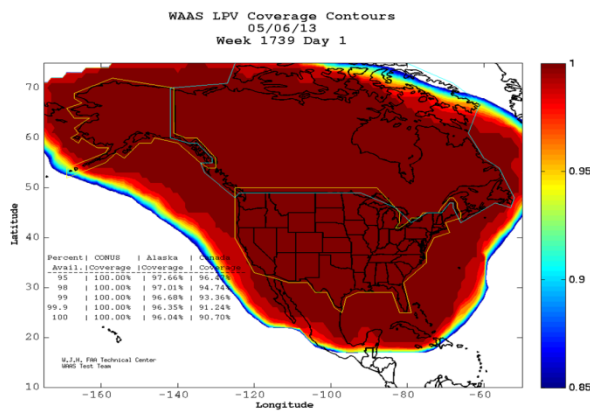 WAAS LPV Coverage Contours
05/06/13
Week 1739 Day 1
Latitude
70
60
50
40
30
20
10
Percent| CONUS | Alaska | Canada
Avail.|Coverage |Coverage | Coverage
95 | 100.00% | 97.66% |
98 | 100.00% | 97.01% | 94.74%
99 | 100.00% | 96.68% | 93.36%
99.9 | 100.00% | 96.35% | 91.24%
100 | 100.00% | 96.04% | 90.70%
W.J.H. FAA Technical Center
WAAS Test Team
-160 -140 -120 -100 -80 -60
Longitude
1
0.95
0.9
0.85